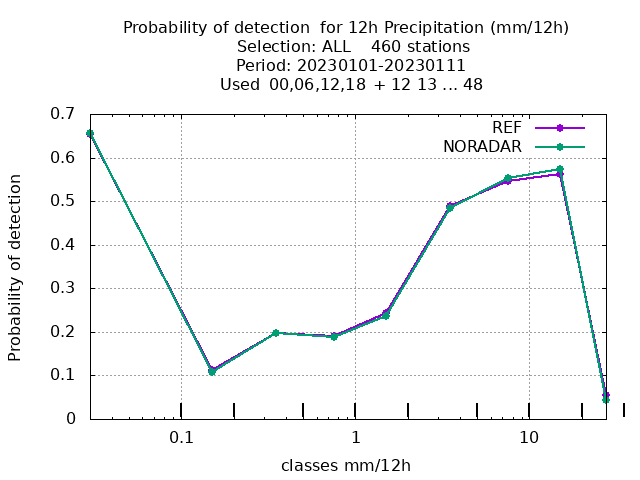 Probability of detection  for 12h Precipitation (mm/12h)
Selection: ALL    460 stations
Period: 20230101-20230111
Used  00,06,12,18  + 12 13 ... 48
REF
NORADAR
Probability of detection
0.7
0.6
0.5
0.4
0.3
0.2
0.1
0
0.1
1
10
classes mm/12h